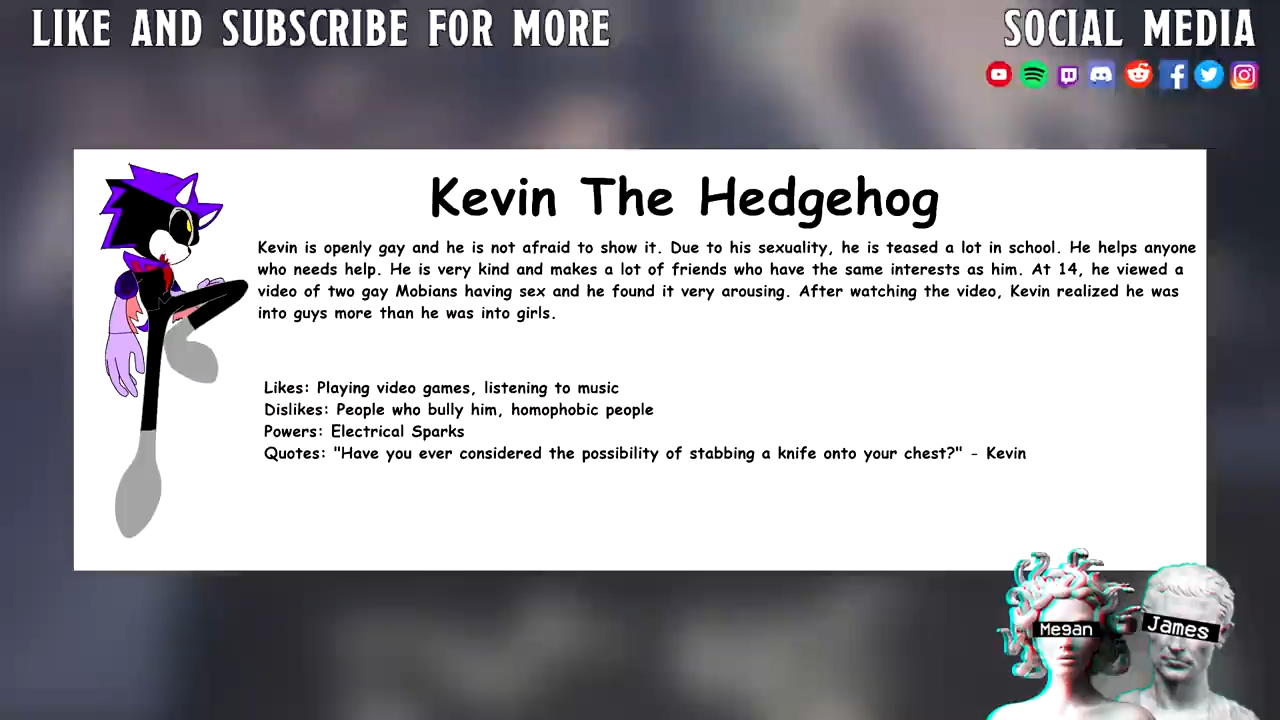 LIKE AND SUBSCRIBE FOR MORE
SOCIAL MEDIA
Kevin The Hedgehog
Kevin is openly gay and he is not afraid to show it. Due to his sexuality, he is teased a lot in school. He helps anyone
who needs help. He is very kind and makes a lot of friends who have the same interests as him. At 14, he viewed a
video of two gay Mobians having sex and he found it very arousing. After watching the video, Kevin realized he was
into guys more than he was into girls.
Likes: Playing video games, listening to music
Dislikes: People who bully him, homophobic people
Powers: Electrical Sparks
Quotes: "Have you ever considered the possibility of stabbing a knife onto your chest?" - Kevin
Megan
James